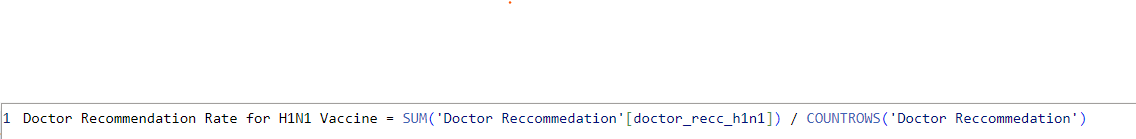 1 Doctor Recommendation Rate for H1N1 Vaccine = SUM('Doctor Reccommedation'[doctor_recc_h1n1]) / COUNTROWS('Doctor Reccommedation')